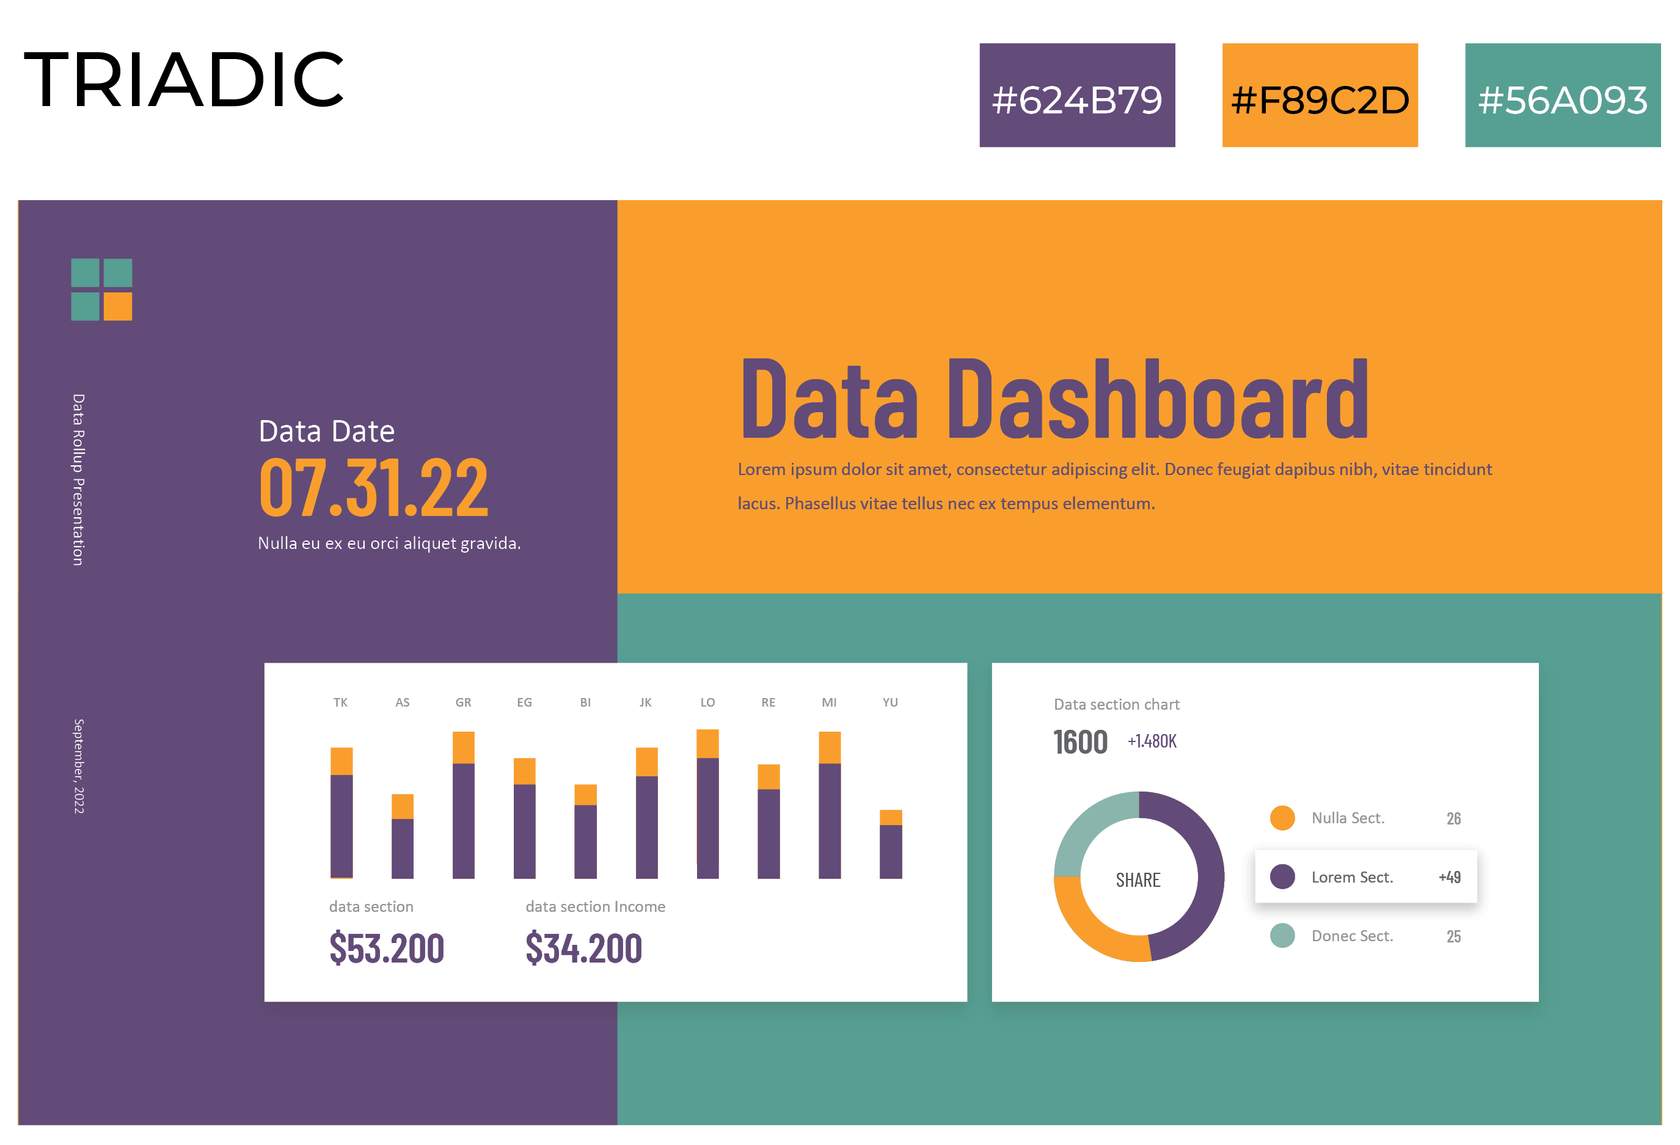 TRIADIC
#624B79
#F89C2D
#56A093
Data Rollup Presentation
September, 2022
Data Date
07.31.22
Nulla eu ex eu orci aliquet gravida.
Data Dashboard
Lorem ipsum dolor sit amet, consectetur adipiscing elit. Donec feugiat dapibus nibh, vitae tincidunt
lacus. Phasellus vitae tellus nec ex tempus elementum.
TK AS GR EG BI JK LO RE MI YU
data section
$53.200
data section Income
$34.200
Data section chart
1600 +1.480K
SHARE
Nulla Sect. 26
Lorem Sect. +49
Donec Sect. 25